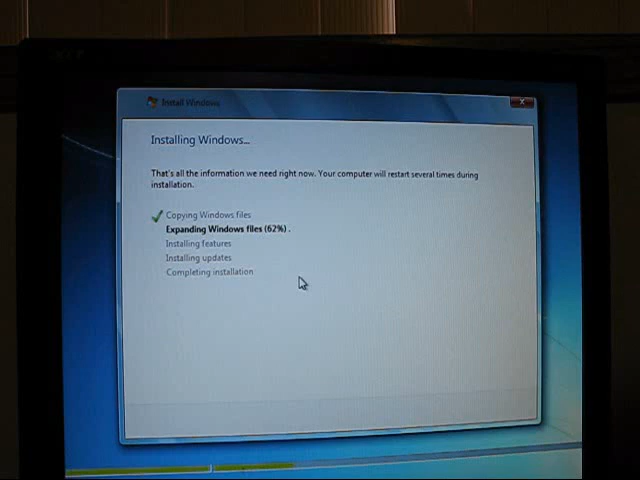 Install Windows
Installing Windows...
That's all the information we need right now. Your computer will restart several times during
installation.
Copying Windows files
Expanding Windows files (62%) .
Installing features
Installing updates
Completing installation